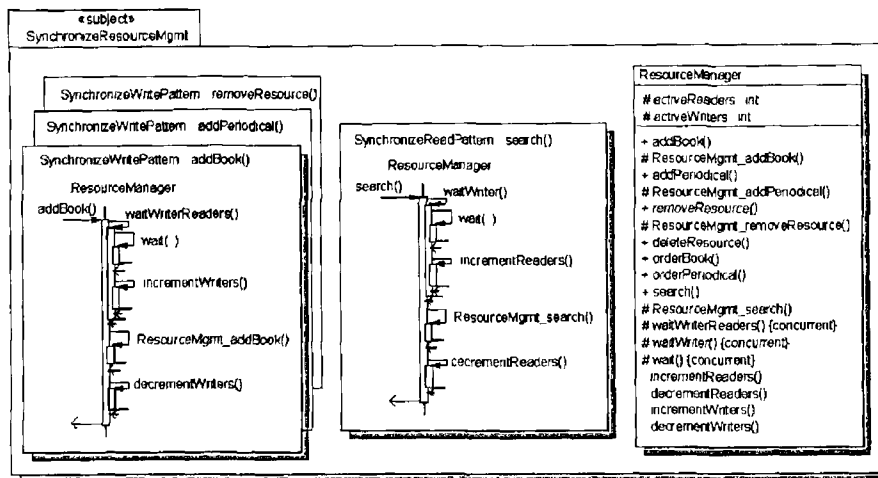 «subject»
SynchronizeResourceMgmt
SynchronizeWritePattern removeResource()
SynchronizeWritePattern addPeriodical()
SynchronizeWritePattern addBook()
ResourceManager
addBook()
waitWriterReaders()
wait( )
incrementWriters()
ResourceMgmt_addBook()
decrementWriters()
SynchronizeReadPattern search()
ResourceManager
search()
waitWriter()
wait( )
incrementReaders()
ResourceMgmt_search()
decrementReaders()
ResourceManager
# activeReaders int
# activeWriters int
+ addBook()
# ResourceMgmt_addBook()
+ addPeriodical()
# ResourceMgmt_addPeriodical()
+ removeResource()
# ResourceMgmt_removeResource()
+ deleteResource()
+ orderBook()
+ orderPeriodical()
+ search()
# ResourceMgmt_search()
# waitWriterReaders() {concurrent}
# waitWriter() {concurrent}
# wait() {concurrent}
incrementReaders()
decrementReaders()
incrementWriters()
decrementWriters()